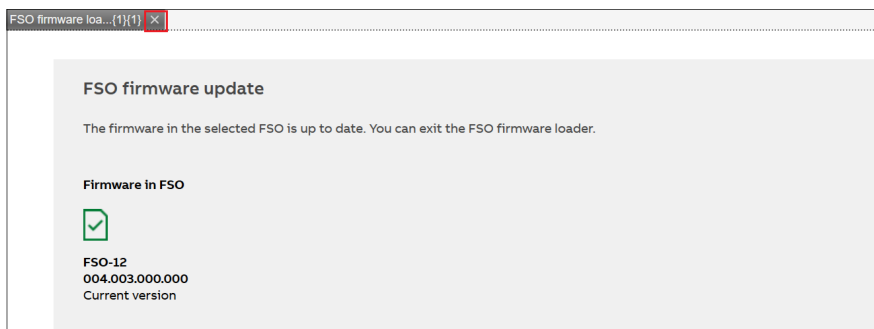 FSO firmware loa...{1}{1} ×
FSO firmware update
The firmware in the selected FSO is up to date. You can exit the FSO firmware loader.
Firmware in FSO
FSO-12
004.003.000.000
Current version